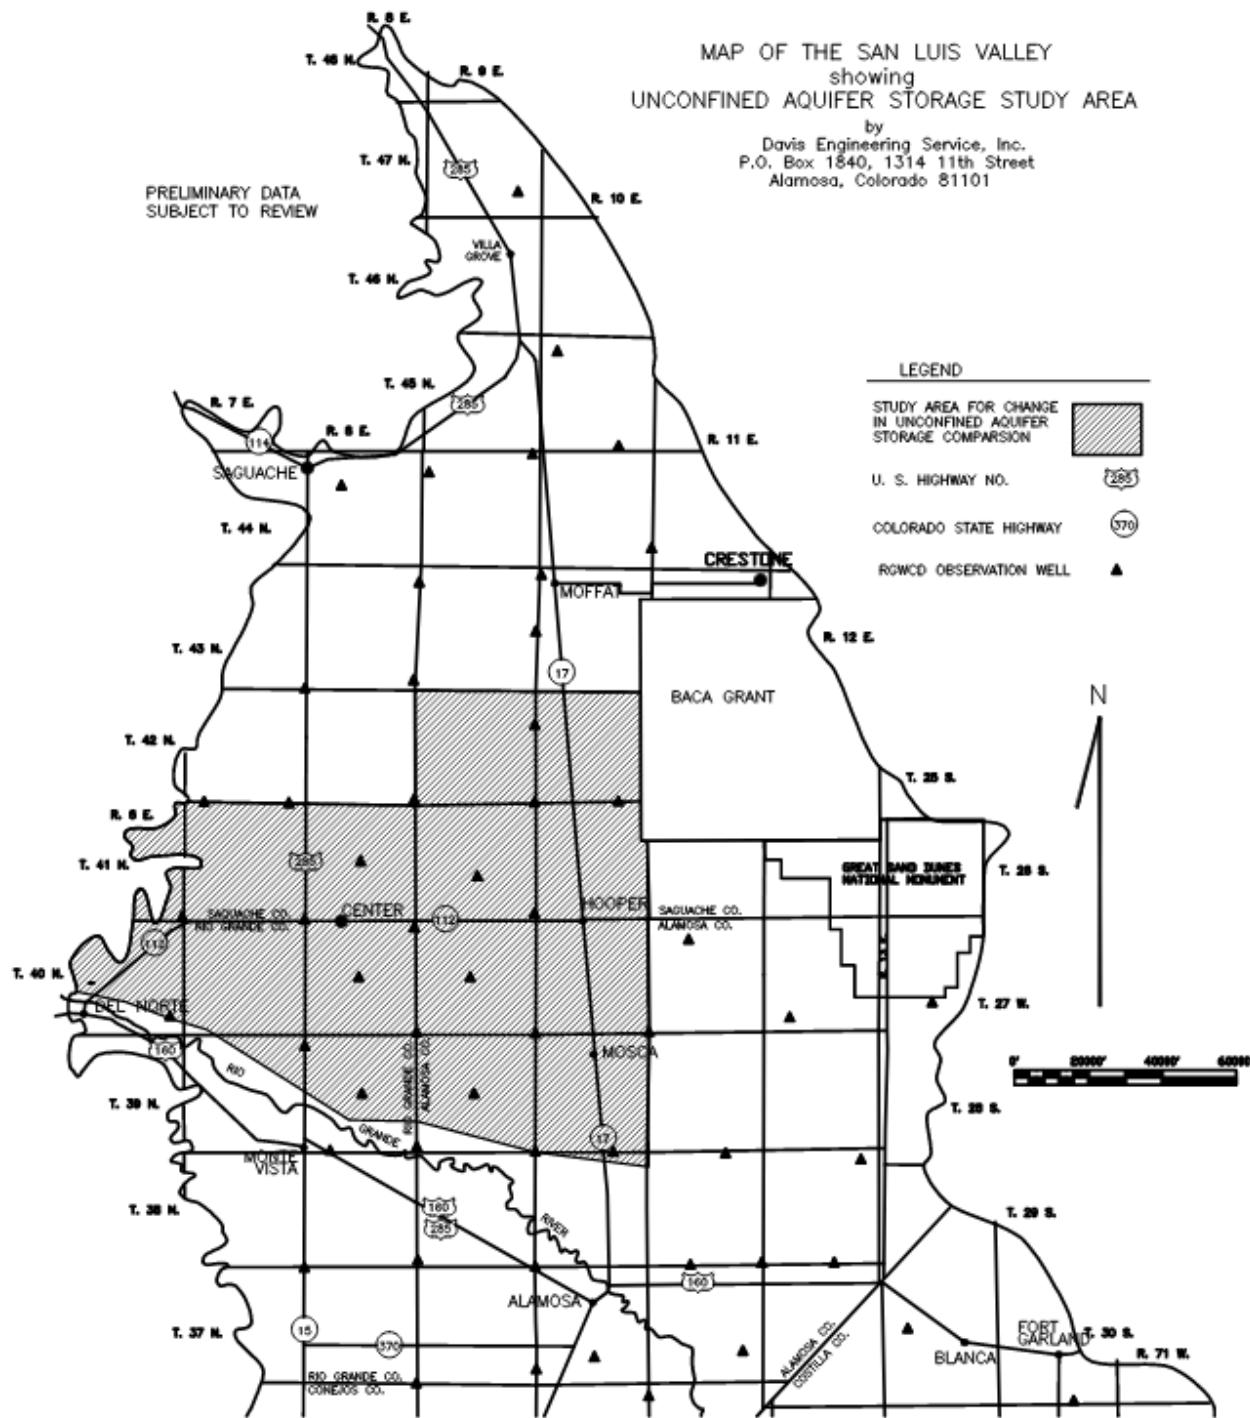 R. 8 E.
T. 48 N.
R. 9 E.
MAP OF THE SAN LUIS VALLEY
showing
UNCONFINED AQUIFER STORAGE STUDY AREA
by
Davis Engineering Service, Inc.
P.O. Box 1840, 1314 11th Street
Alamosa, Colorado 81101
T. 47 N.
285
PRELIMINARY DATA
SUBJECT TO REVIEW
R. 10 E.
VILLA
GROVE
T. 46 N.
LEGEND
T. 45 N.
R. 7 E.
285
STUDY AREA FOR CHANGE
IN UNCONFINED AQUIFER
STORAGE COMPARSION
R. 8 E.
114
R. 11 E.
SAGUACHE
U. S. HIGHWAY NO.
285
T. 44 N.
COLORADO STATE HIGHWAY
370
CRESTONE
RGWCD OBSERVATION WELL
MOFFAT
T. 43 N.
R. 12 E.
17
BACA GRANT
N
T. 42 N.
T. 25 S.
R. 6 E.
T. 41 N.
285
GREAT SAND DUNES
NATIONAL MONUMENT
T. 26 S.
SAGUACHE CO.
RIO GRANDE CO.
CENTER
112
HOOPER
SAGUACHE CO.
ALAMOSA CO.
112
T. 40 N.
DEL NORTE
T. 27 W.
160
MOSCA
0'
20000'
40000'
RIO
RIO GRANDE CO.
ALAMOSA CO.
T. 39 N.
T. 28 S.
GRANDE
17
MONTE
VISTA
T. 38 N.
160
285
RIVER
T. 29 S.
160
ALAMOSA
T. 37 N.
15
370
ALAMOSA CO.
COSTILLA CO.
FORT
GARLAND
T. 30 S.
BLANCA
R. 71 W.
RIO GRANDE CO.
CONEJOS CO.